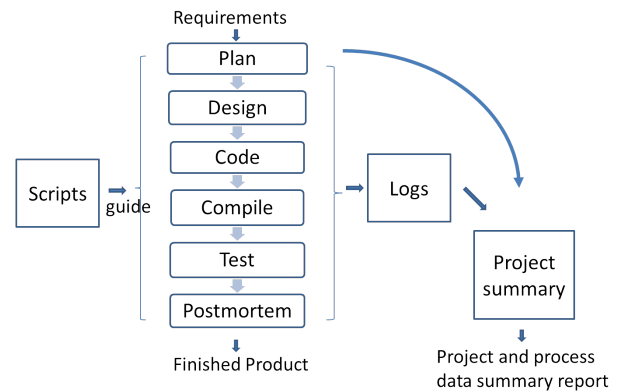 Requirements
Plan
Design
Code
Compile
Test
Postmortem
Finished Product
Scripts
guide
Logs
Project
summary
Project and process
data summary report